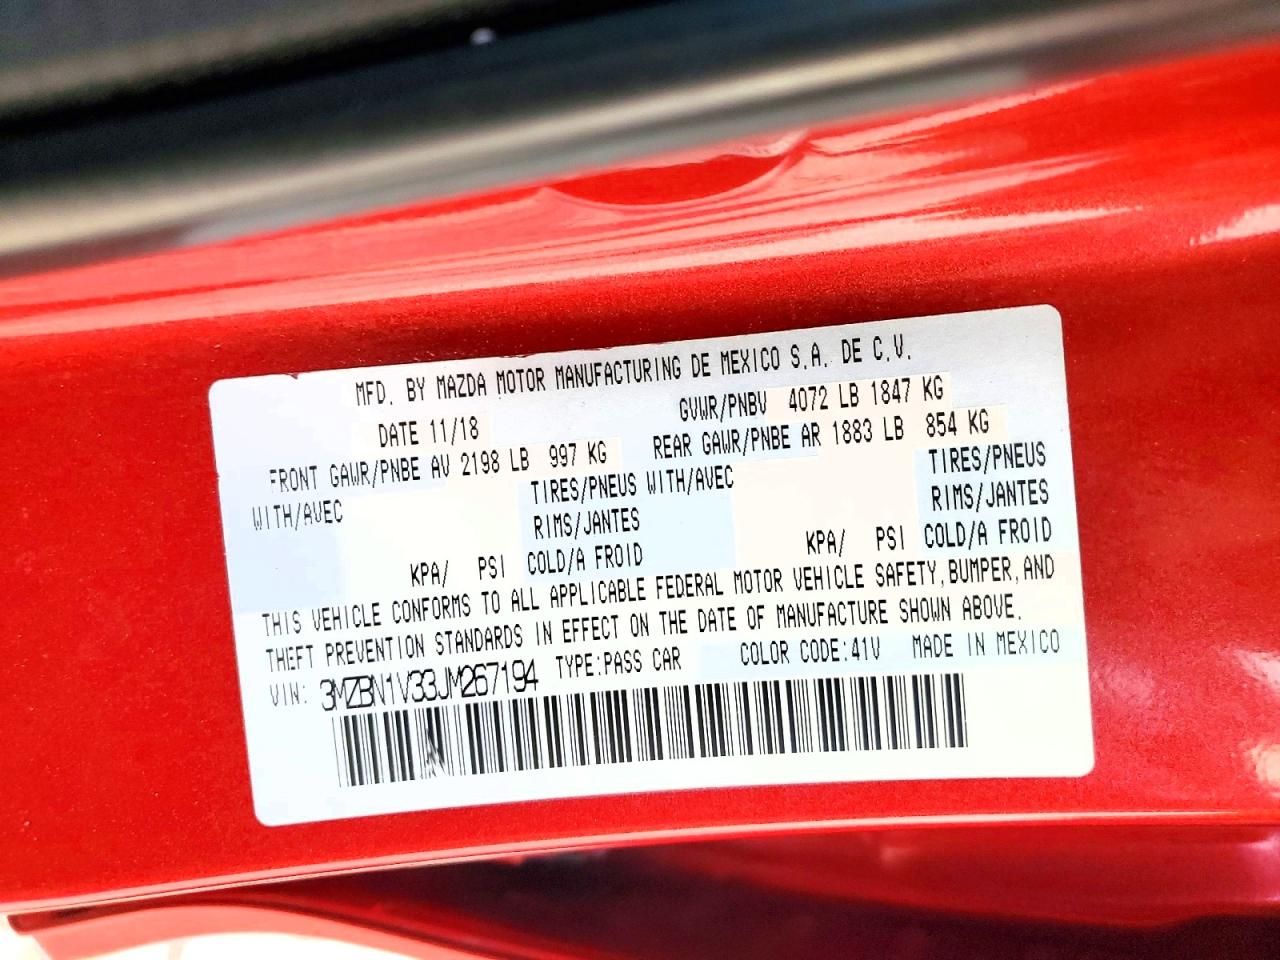 MFD. BY MAZDA MOTOR MANUFACTURING DE MEXICO S.A. DE C.V.
DATE 11/18 GVWR/PNBV 4072 LB 1847 KG
FRONT GAWR/PNBE AV 2198 LB 997 KG REAR GAWR/PNBE AR 1883 LB 854 KG
WITH/AVEC TIRES/PNEUS WITH/AVEC TIRES/PNEUS
RIMS/JANTES RIMS/JANTES
KPA/ PSI COLD/A FROID KPA/ PSI COLD/A FROID
THIS VEHICLE CONFORMS TO ALL APPLICABLE FEDERAL MOTOR VEHICLE SAFETY,BUMPER,AND
THEFT PREVENTION STANDARDS IN EFFECT ON THE DATE OF MANUFACTURE SHOWN ABOVE.
VIN: 3MZBN1V33JM267194 TYPE:PASS CAR COLOR CODE:41V MADE IN MEXICO